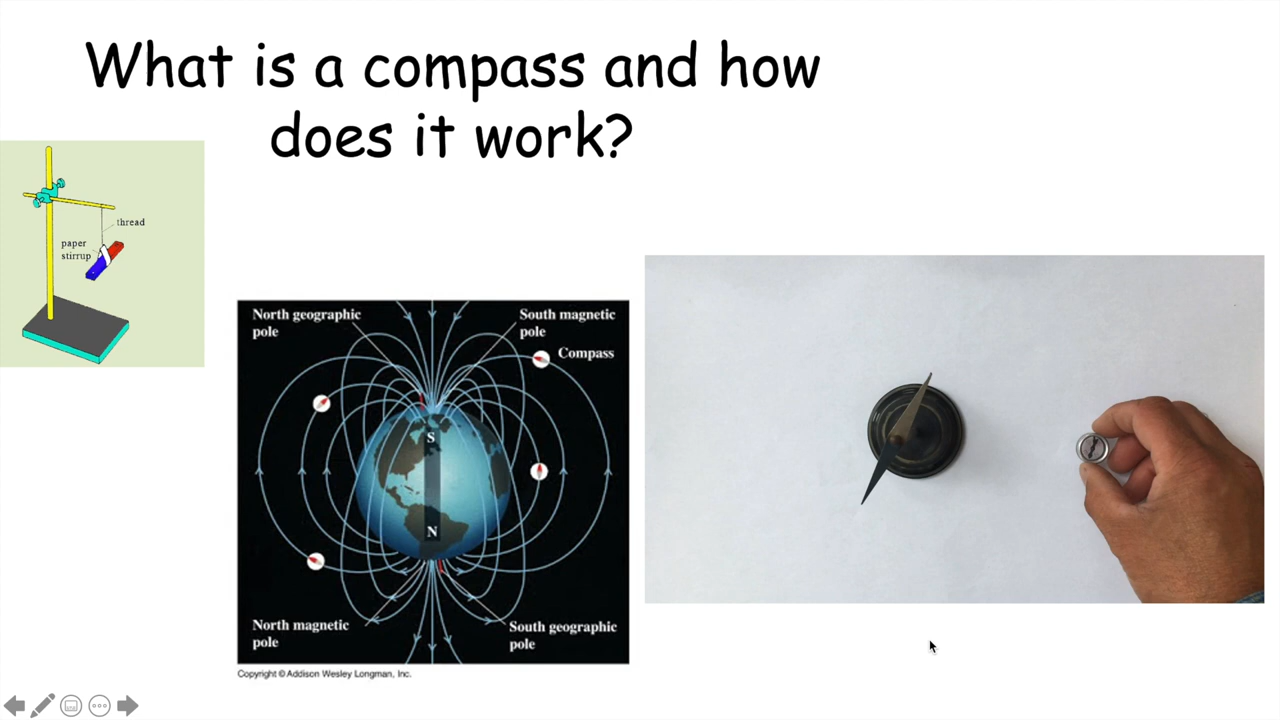 What is a compass and how
does it work?
thread
paper
stirrup
North geographic
pole
South magnetic
pole
Compass
S
N
North magnetic
pole
South geographic
pole
Copyright © Addison Wesley Longman, Inc.